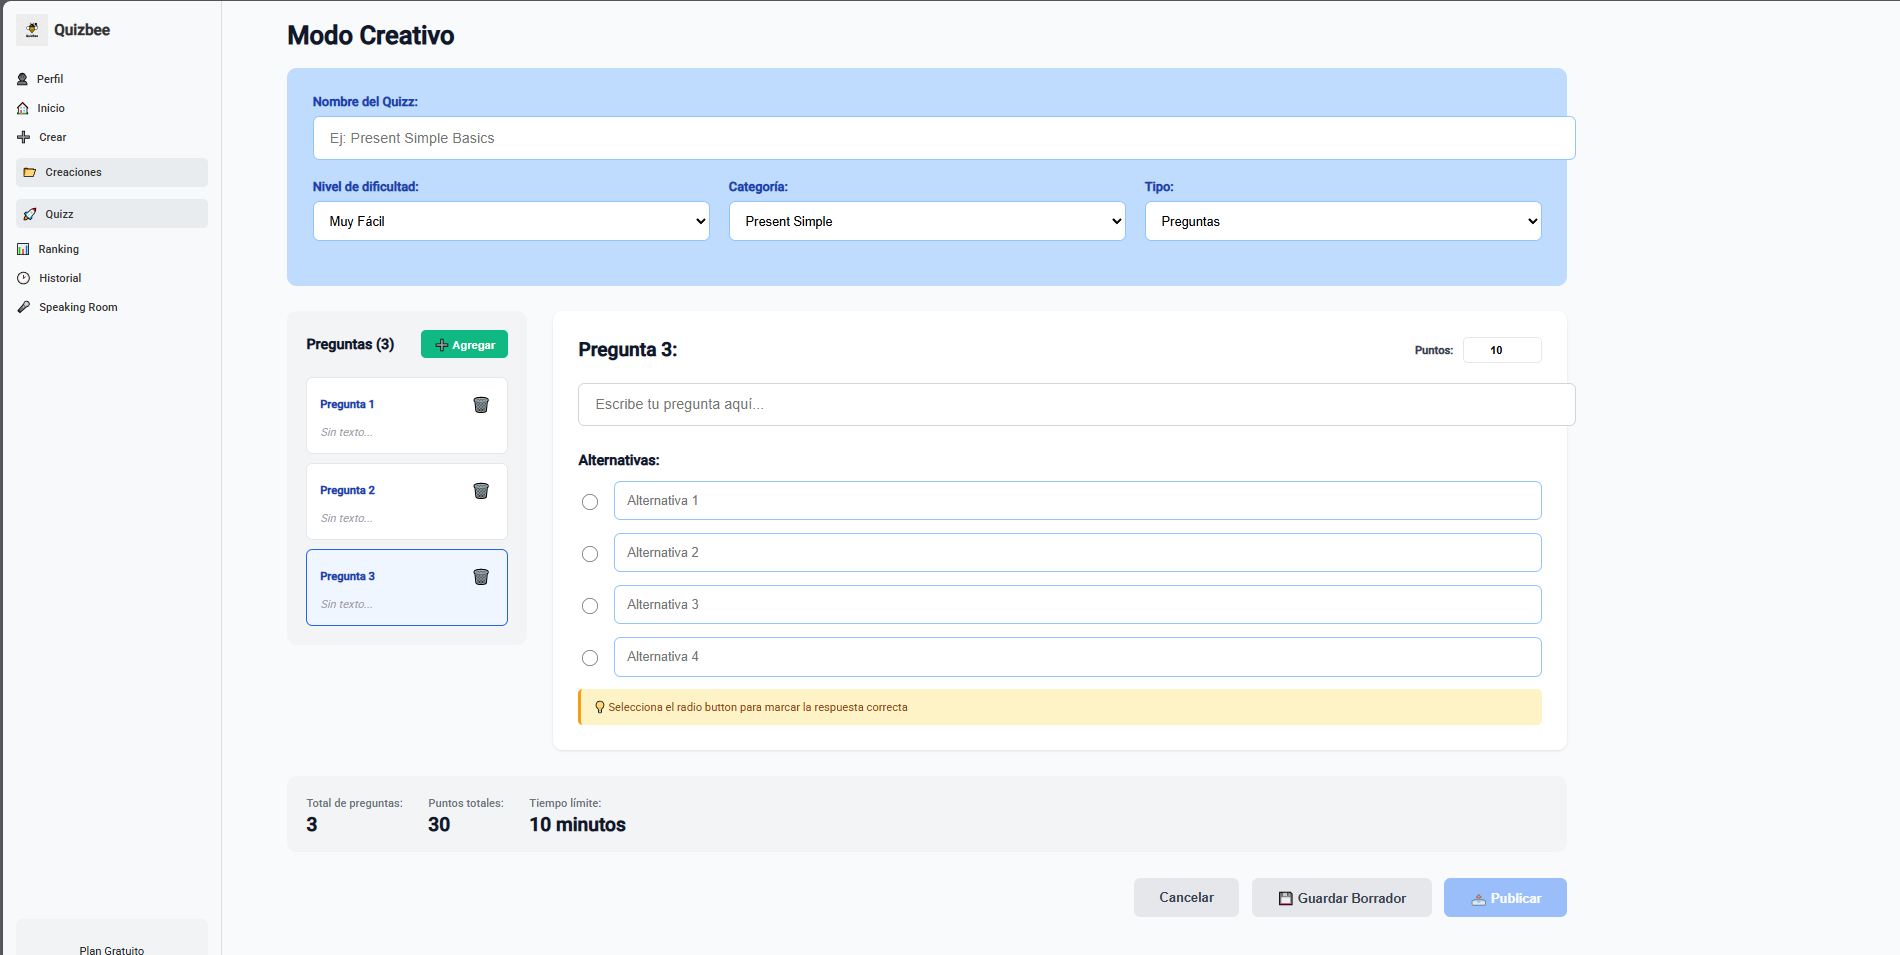 Quizbee
Perfil
Inicio
Crear
Creaciones
Quizz
Ranking
Historial
Speaking Room
Plan Gratuito
Modo Creativo
Nombre del Quizz:
Ej: Present Simple Basics
Nivel de dificultad:
Muy Fácil
Categoría:
Present Simple
Tipo:
Preguntas
Preguntas (3)
Agregar
Pregunta 1
Sin texto...
Pregunta 2
Sin texto...
Pregunta 3
Sin texto...
Pregunta 3:
Puntos:
10
Escribe tu pregunta aquí...
Alternativas:
Alternativa 1
Alternativa 2
Alternativa 3
Alternativa 4
Selecciona el radio button para marcar la respuesta correcta
Total de preguntas:
3
Puntos totales:
30
Tiempo límite:
10 minutos
Cancelar
Guardar Borrador
Publicar